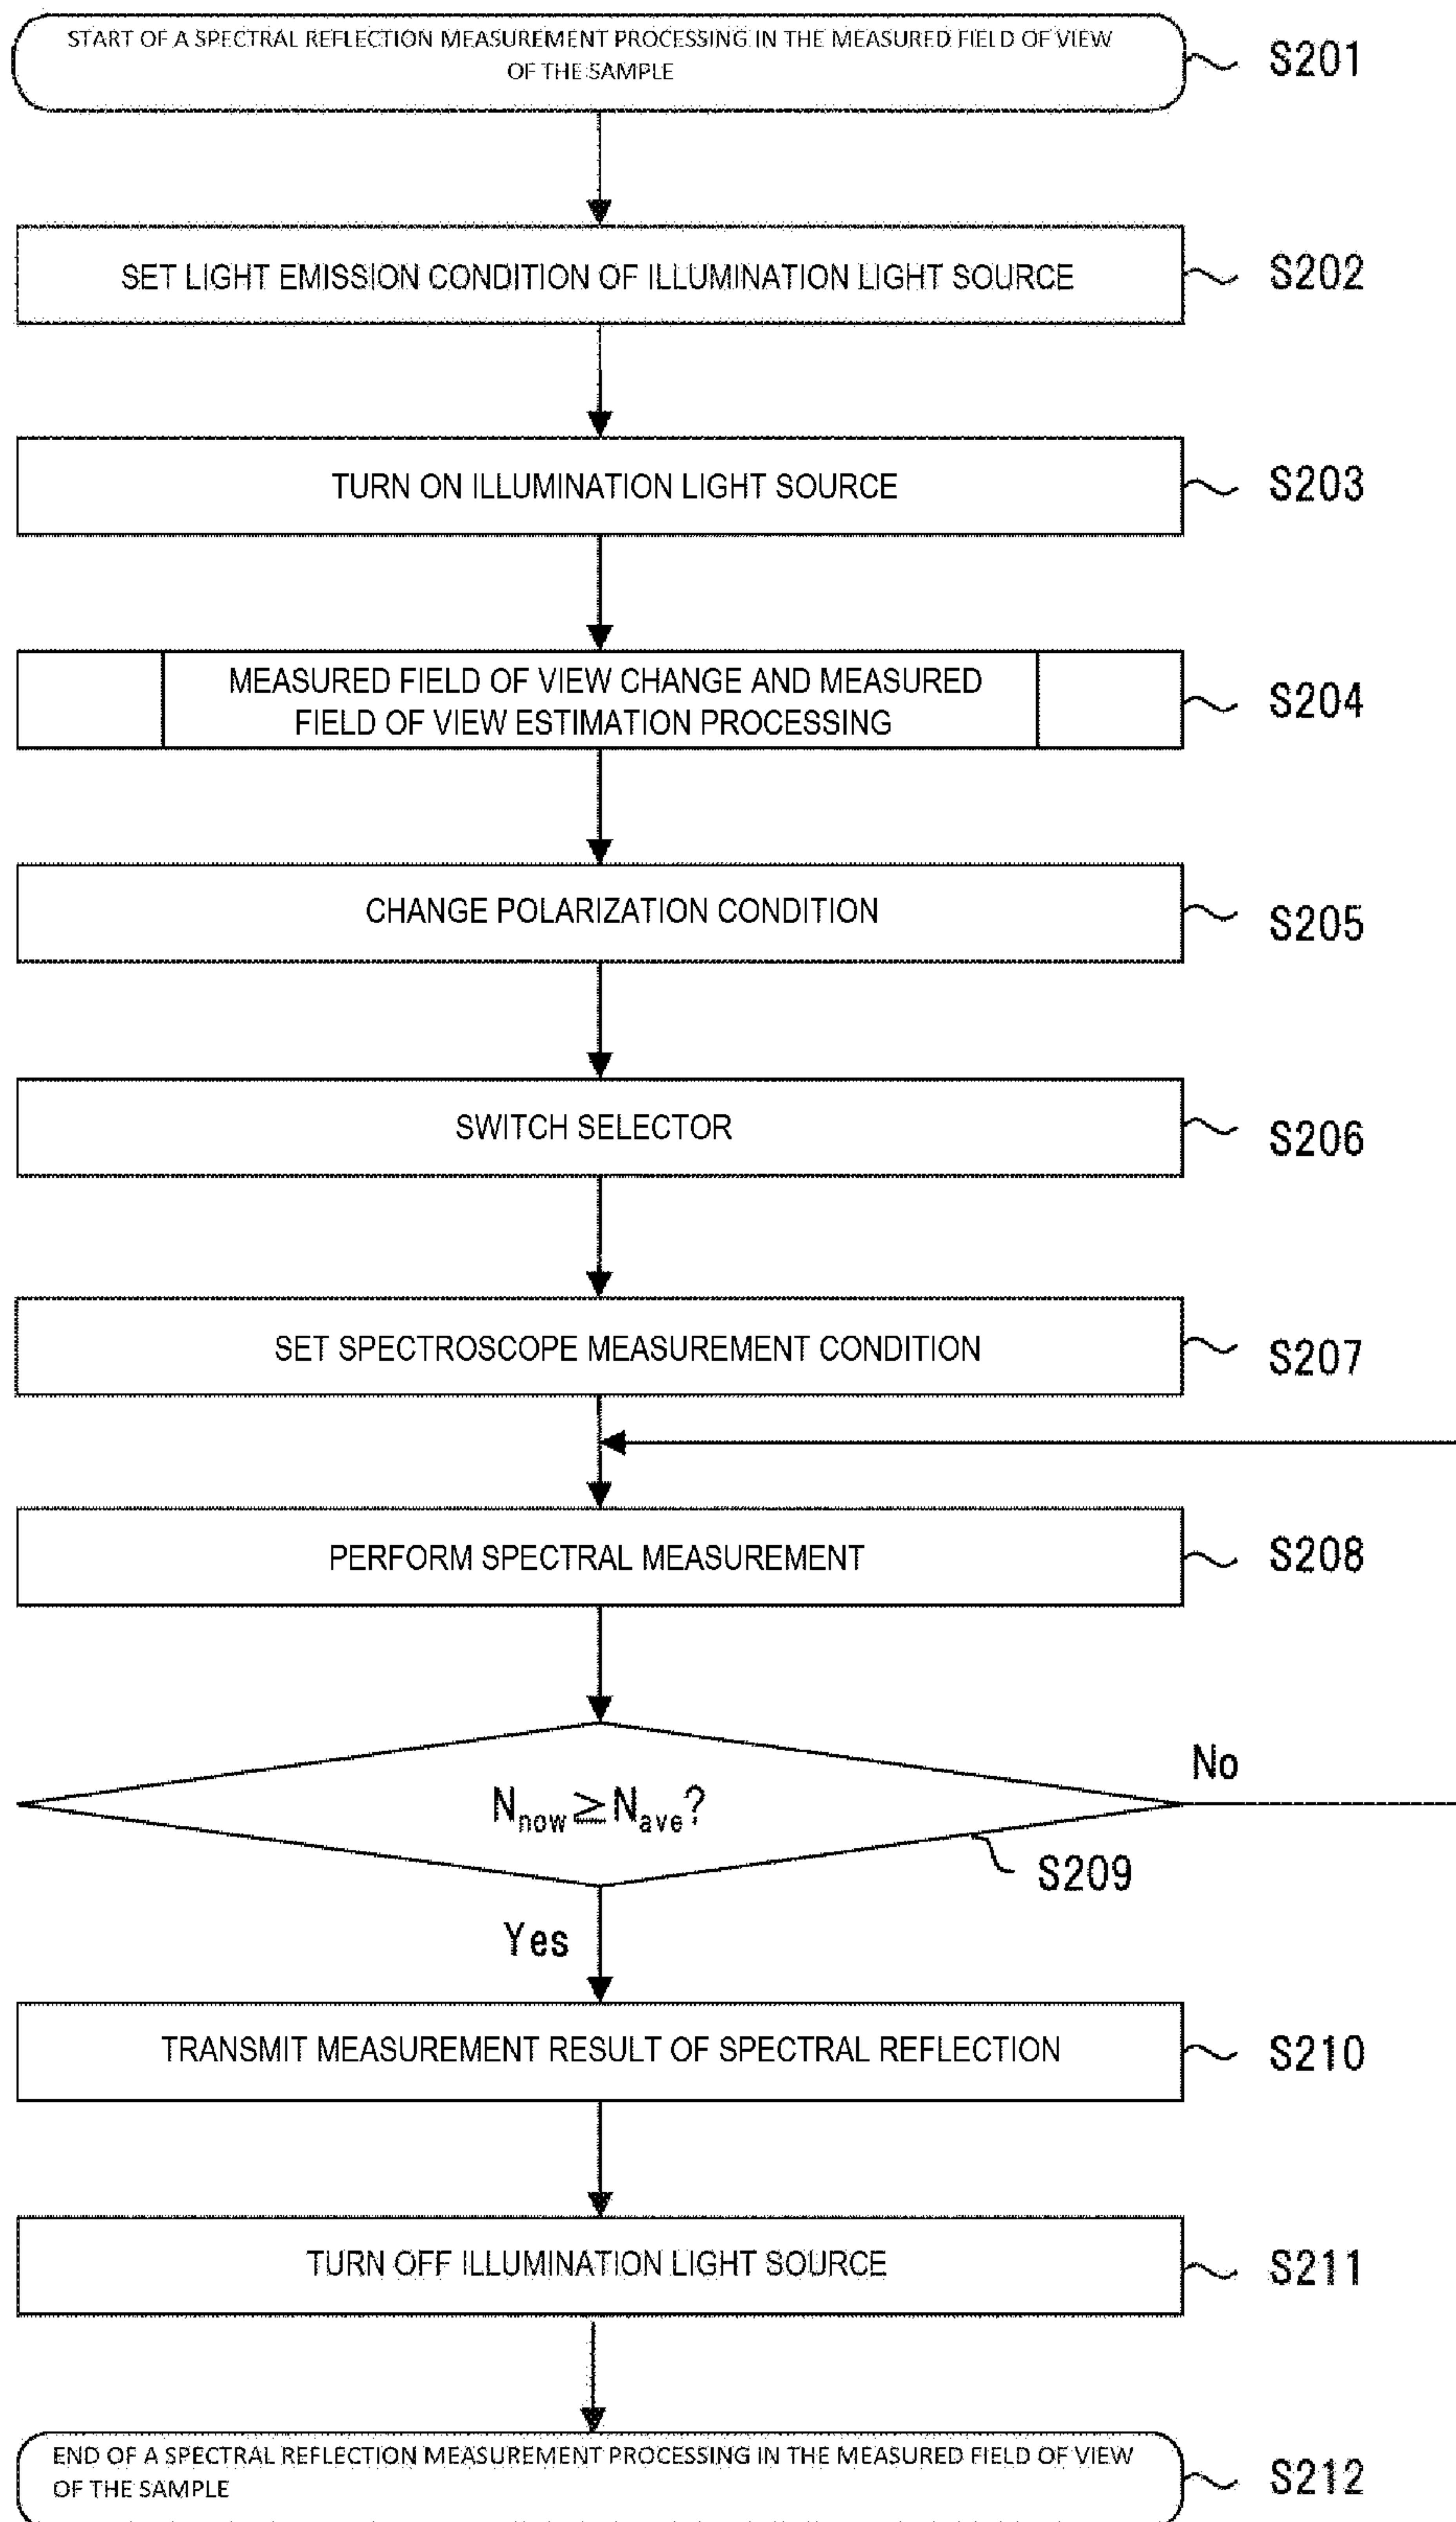 START OF A SPECTRAL REFLECTION MEASUREMENT PROCESSING IN THE MEASURED FIELD OF VIEW
OF THE SAMPLE
S201
SET LIGHT EMISSION CONDITION OF ILLUMINATION LIGHT SOURCE
S202
TURN ON ILLUMINATION LIGHT SOURCE
S203
MEASURED FIELD OF VIEW CHANGE AND MEASURED
FIELD OF VIEW ESTIMATION PROCESSING
S204
CHANGE POLARIZATION CONDITION
S205
SWITCH SELECTOR
S206
SET SPECTROSCOPE MEASUREMENT CONDITION
S207
PERFORM SPECTRAL MEASUREMENT
S208
No
Nnow≥Nave?
S209
Yes
TRANSMIT MEASUREMENT RESULT OF SPECTRAL REFLECTION
S210
TURN OFF ILLUMINATION LIGHT SOURCE
S211
END OF A SPECTRAL REFLECTION MEASUREMENT PROCESSING IN THE MEASURED FIELD OF VIEW
OF THE SAMPLE
S212